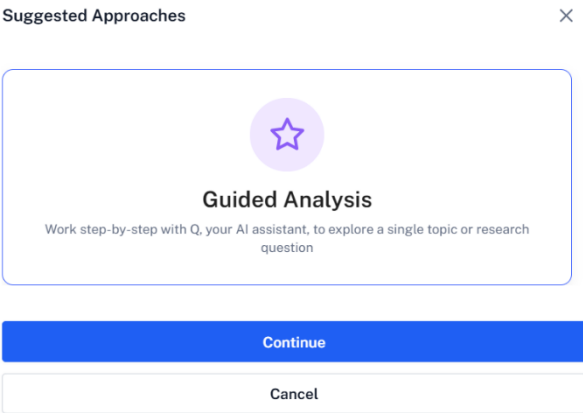 Suggested Approaches
Guided Analysis
Work step-by-step with Q, your AI assistant, to explore a single topic or research
question
Continue
Cancel